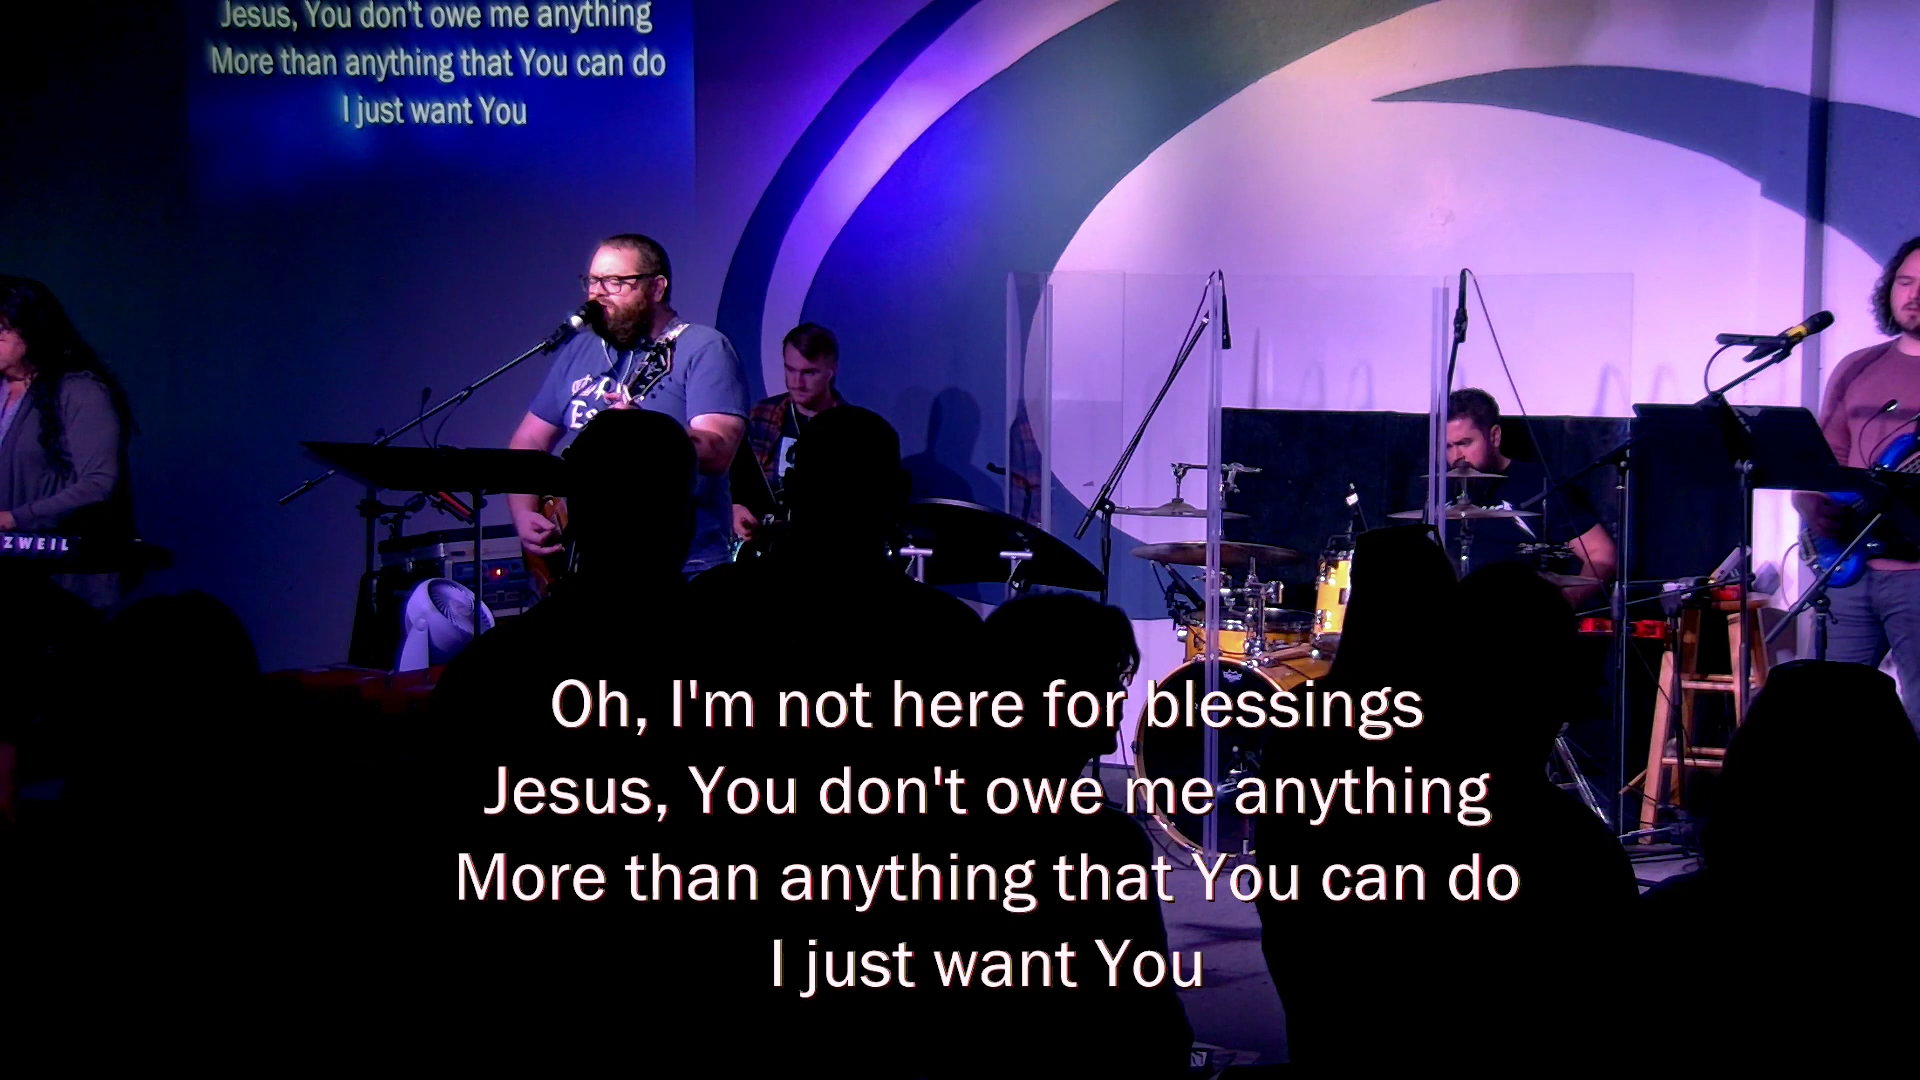 Jesus, You don't owe me anything
More than anything that You can do
I just want You
ZWEIL
Oh, I'm not here for blessings
Jesus, You don't owe me anything
More than anything that You can do
I just want You